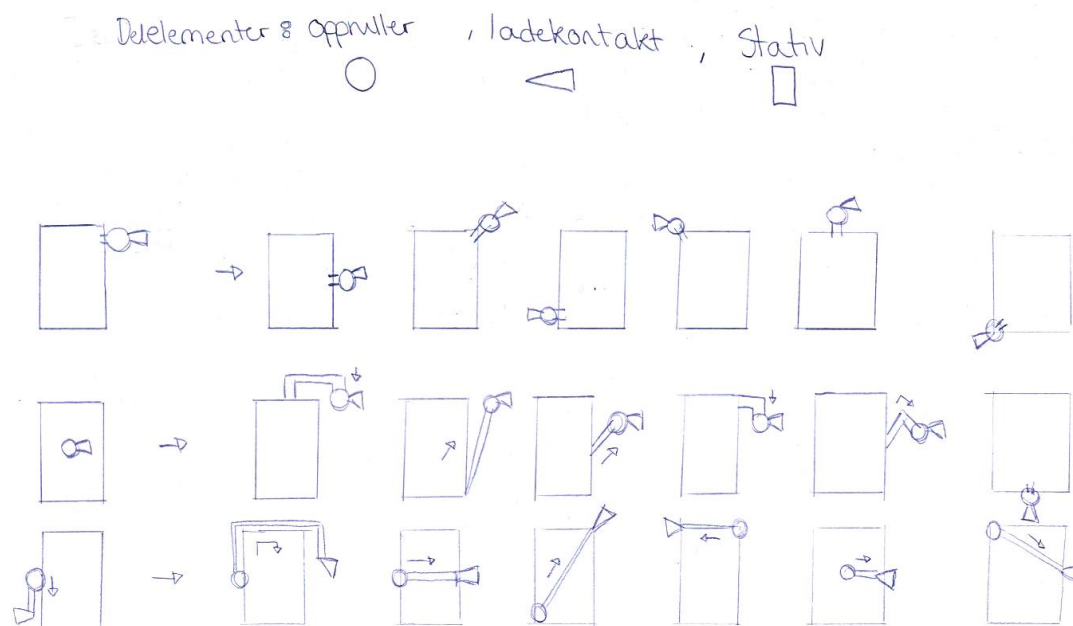 Delelementer : oppruller , ladekontakt , Stativ